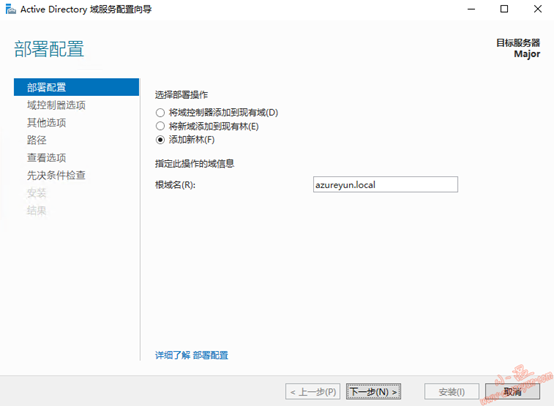 Active Directory 域服务配置向导
部署配置
目标服务器
Major
部署配置
域控制器选项
其他选项
路径
查看选项
先决条件检查
安装
结果
选择部署操作
将域控制器添加到现有域(D)
将新域添加到现有林(E)
添加新林(F)
指定此操作的域信息
根域名(R):
azureyun.local
详细了解 部署配置
< 上一步(P)
下一步(N) >
安装(I)
取消